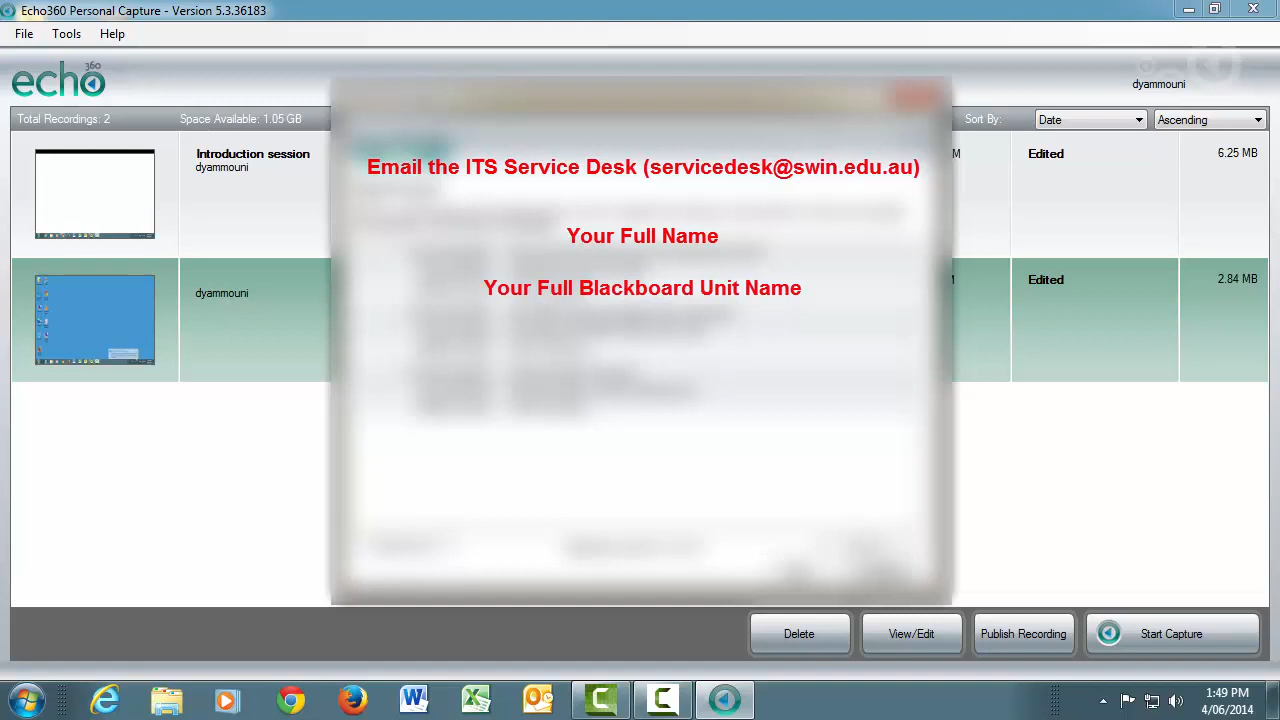 Echo360 Personal Capture - Version 5.3.36183
File Tools Help
echo 360
dyammouni
Total Recordings: 2 Space Available: 1.05 GB Sort By: Date Ascending
Introduction session Edited 6.25 MB
dyammouni
Email the ITS Service Desk (servicedesk@swin.edu.au)
Your Full Name
Your Full Blackboard Unit Name
dyammouni Edited 2.84 MB
Delete View/Edit Publish Recording Start Capture
1:49 PM
4/06/2014